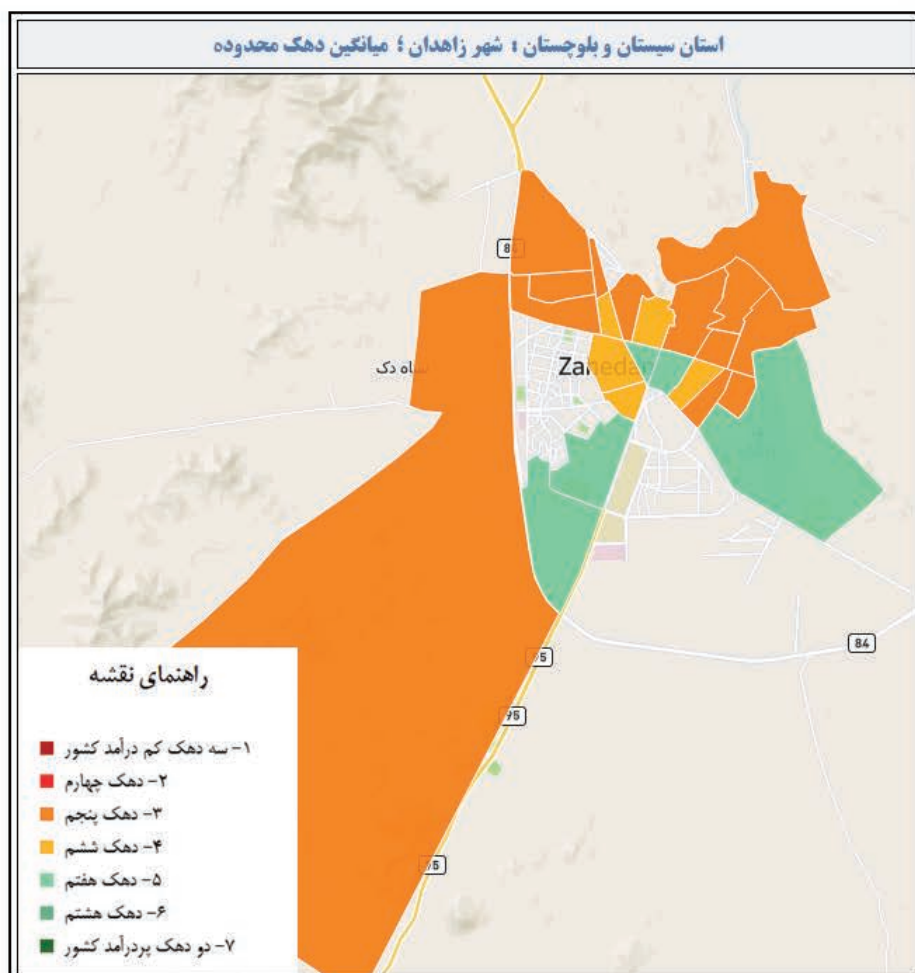 استان سیستان و بلوچستان : شهر زاهدان ؛ میانگین دهک محدوده
Zahedan
84
95
95
راهنمای نقشه
۱- سه دهک کم درآمد کشور
۲- دهک چهارم
۳- دهک پنجم
۴- دهک ششم
۵- دهک هفتم
۶- دهک هشتم
۷- دو دهک پردرآمد کشور
95